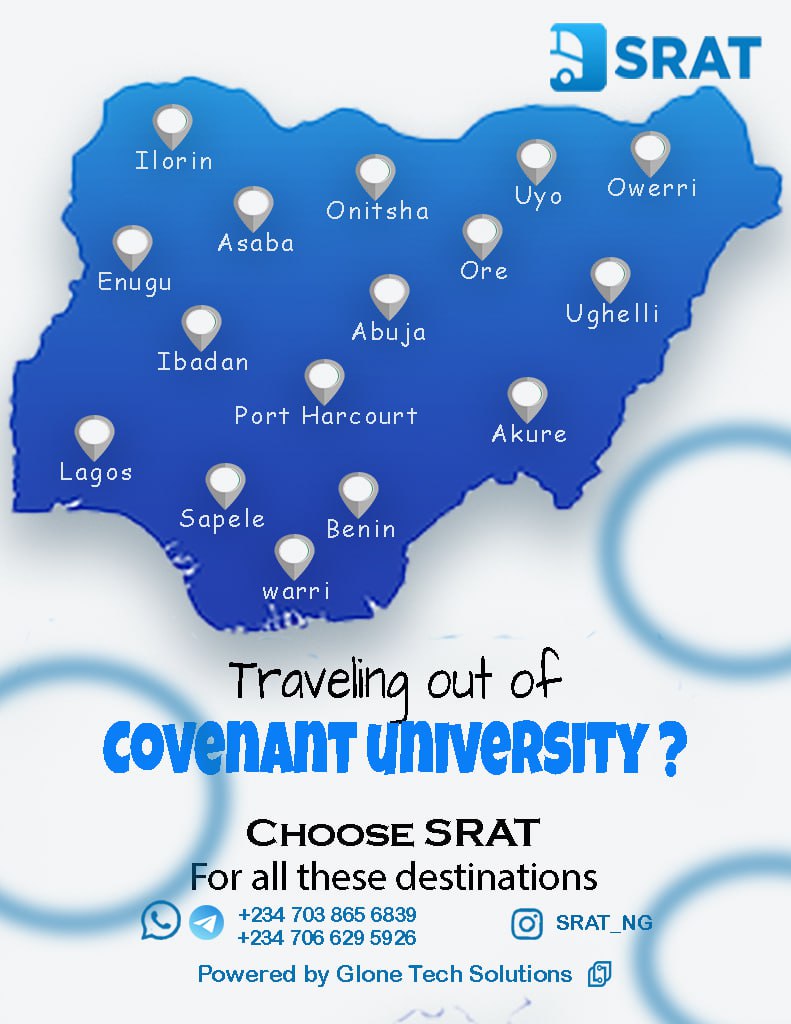 SRAT
Ilorin
Onitsha
Uyo
Owerri
Asaba
Ore
Enugu
Ughelli
Abuja
Ibadan
Port Harcourt
Akure
Lagos
Sapele
Benin
warri
Traveling out of
COVENANT UNIVERSITY ?
CHOOSE SRAT
For all these destinations
+234 703 865 6839
+234 706 629 5926
SRAT_NG
Powered by Glone Tech Solutions